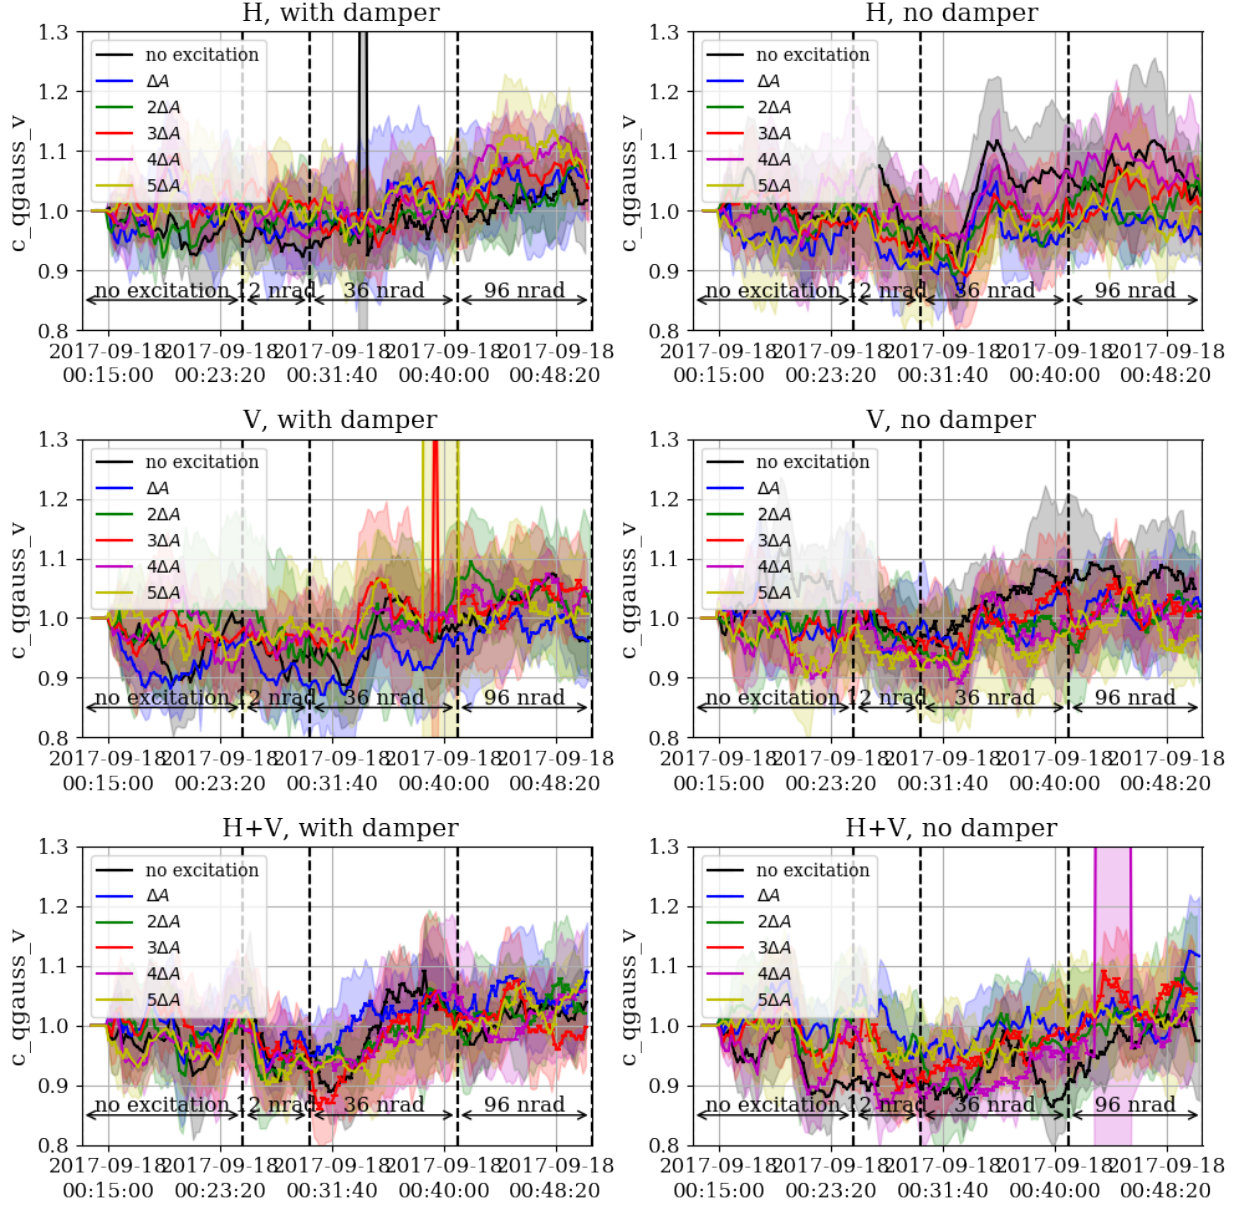 H, with damper
1.3
1.2
1.1
1.0
0.9
0.8
c_qgauss_v
no excitation
ΔA
2ΔA
3ΔA
4ΔA
5ΔA
no excitation 12 nrad 36 nrad 96 nrad
2017-09-18 2017-09-18 2017-09-18 2017-09-18 2017-09-18
00:15:00 00:23:20 00:31:40 00:40:00 00:48:20
H, no damper
1.3
1.2
1.1
1.0
0.9
0.8
c_qgauss_v
no excitation
ΔA
2ΔA
3ΔA
4ΔA
5ΔA
no excitation 12 nrad 36 nrad 96 nrad
2017-09-18 2017-09-18 2017-09-18 2017-09-18 2017-09-18
00:15:00 00:23:20 00:31:40 00:40:00 00:48:20
V, with damper
1.3
1.2
1.1
1.0
0.9
0.8
c_qgauss_v
no excitation
ΔA
2ΔA
3ΔA
4ΔA
5ΔA
no excitation 12 nrad 36 nrad 96 nrad
2017-09-18 2017-09-18 2017-09-18 2017-09-18 2017-09-18
00:15:00 00:23:20 00:31:40 00:40:00 00:48:20
V, no damper
1.3
1.2
1.1
1.0
0.9
0.8
c_qgauss_v
no excitation
ΔA
2ΔA
3ΔA
4ΔA
5ΔA
no excitation 12 nrad 36 nrad 96 nrad
2017-09-18 2017-09-18 2017-09-18 2017-09-18 2017-09-18
00:15:00 00:23:20 00:31:40 00:40:00 00:48:20
H+V, with damper
1.3
1.2
1.1
1.0
0.9
0.8
c_qgauss_v
no excitation
ΔA
2ΔA
3ΔA
4ΔA
5ΔA
no excitation 12 nrad 36 nrad 96 nrad
2017-09-18 2017-09-18 2017-09-18 2017-09-18 2017-09-18
00:15:00 00:23:20 00:31:40 00:40:00 00:48:20
H+V, no damper
1.3
1.2
1.1
1.0
0.9
0.8
c_qgauss_v
no excitation
ΔA
2ΔA
3ΔA
4ΔA
5ΔA
no excitation 12 nrad 36 nrad 96 nrad
2017-09-18 2017-09-18 2017-09-18 2017-09-18 2017-09-18
00:15:00 00:23:20 00:31:40 00:40:00 00:48:20